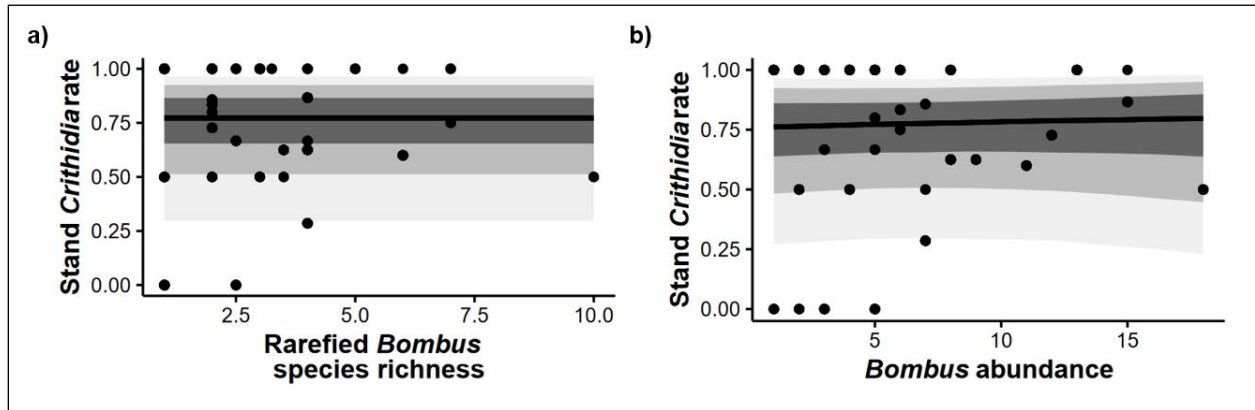 a)
1.00
0.75
0.50
0.25
0.00
Stand Crithidia rate
2.5 5.0 7.5 10.0
Rarefied Bombus
species richness
b)
1.00
0.75
0.50
0.25
0.00
Stand Crithidia rate
5 10 15
Bombus abundance